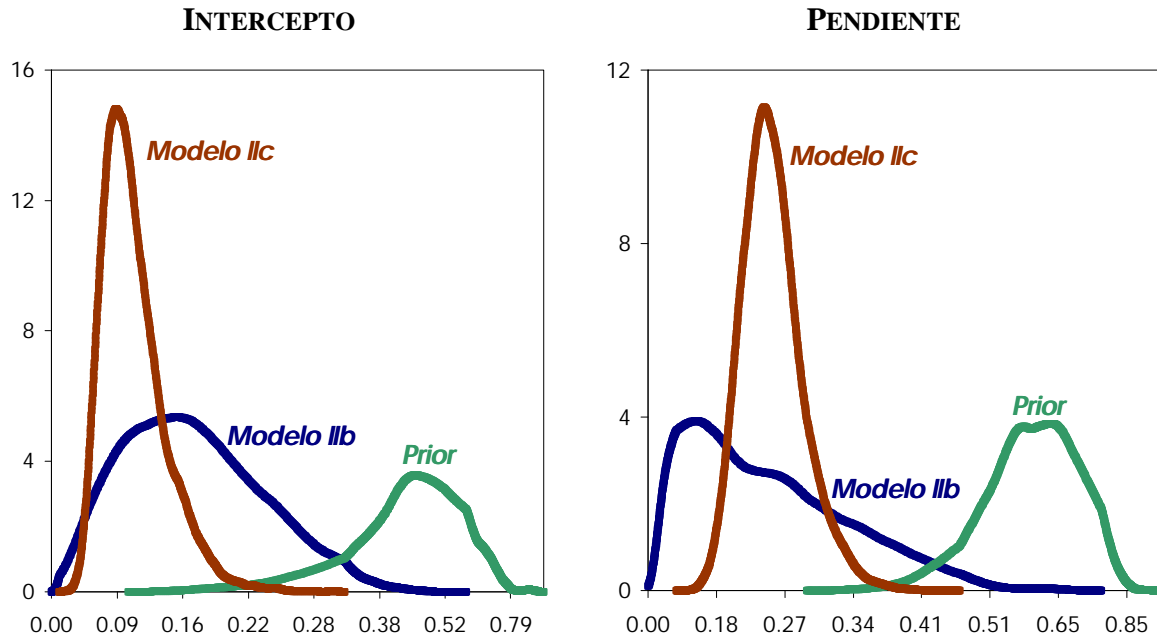 INTERCEPTO
16
12
8
4
0
Modelo IIc
Modelo IIb
Prior
0.00 0.09 0.16 0.22 0.28 0.38 0.52 0.79
PENDIENTE
12
8
4
0
Modelo IIc
Prior
Modelo IIb
0.00 0.18 0.27 0.34 0.41 0.51 0.65 0.85